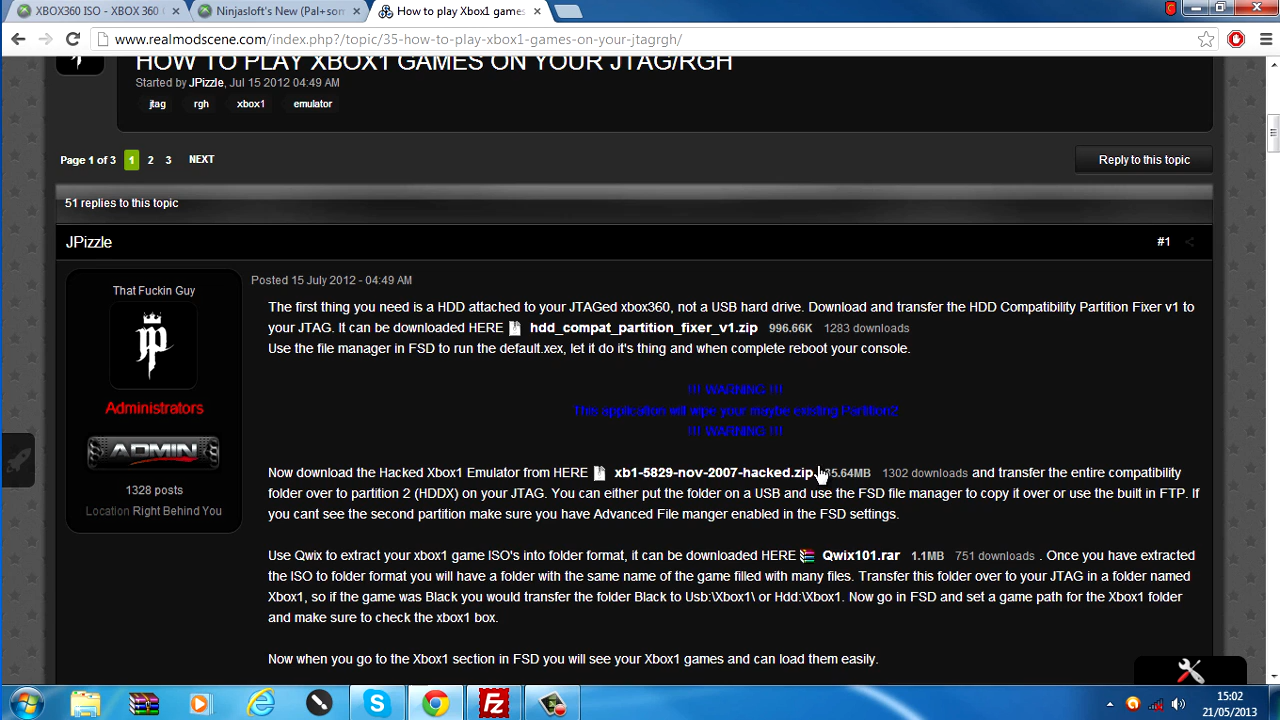 XBOX360 ISO - XBOX 360
Ninjasloft's New (Pal+som
How to play Xbox1 games
www.realmodscene.com/index.php?/topic/35-how-to-play-xbox1-games-on-your-jtagrgh/
HOW TO PLAY XBOX1 GAMES ON YOUR JTAG/RGH
Started by JPizzle, Jul 15 2012 04:49 AM
jtag rgh xbox1 emulator
Page 1 of 3 1 2 3 NEXT
Reply to this topic
51 replies to this topic
JPizzle
#1
That Fuckin Guy
jp
Administrators
ADMIN
1328 posts
Location Right Behind You
Posted 15 July 2012 - 04:49 AM
The first thing you need is a HDD attached to your JTAGed xbox360, not a USB hard drive. Download and transfer the HDD Compatibility Partition Fixer v1 to
your JTAG. It can be downloaded HERE hdd_compat_partition_fixer_v1.zip 996.66K 1283 downloads
Use the file manager in FSD to run the default.xex, let it do it's thing and when complete reboot your console.
!!! WARNING !!!
This application will wipe your maybe existing Partition2
!!! WARNING !!!
Now download the Hacked Xbox1 Emulator from HERE xb1-5829-nov-2007-hacked.zip 35.64MB 1302 downloads and transfer the entire compatibility
folder over to partition 2 (HDDX) on your JTAG. You can either put the folder on a USB and use the FSD file manager to copy it over or use the built in FTP. If
you cant see the second partition make sure you have Advanced File manger enabled in the FSD settings.
Use Qwix to extract your xbox1 game ISO's into folder format, it can be downloaded HERE Qwix101.rar 1.1MB 751 downloads . Once you have extracted
the ISO to folder format you will have a folder with the same name of the game filled with many files. Transfer this folder over to your JTAG in a folder named
Xbox1, so if the game was Black you would transfer the folder Black to Usb:\Xbox1\ or Hdd:\Xbox1. Now go in FSD and set a game path for the Xbox1 folder
and make sure to check the xbox1 box.
Now when you go to the Xbox1 section in FSD you will see your Xbox1 games and can load them easily.
15:02
21/05/2013